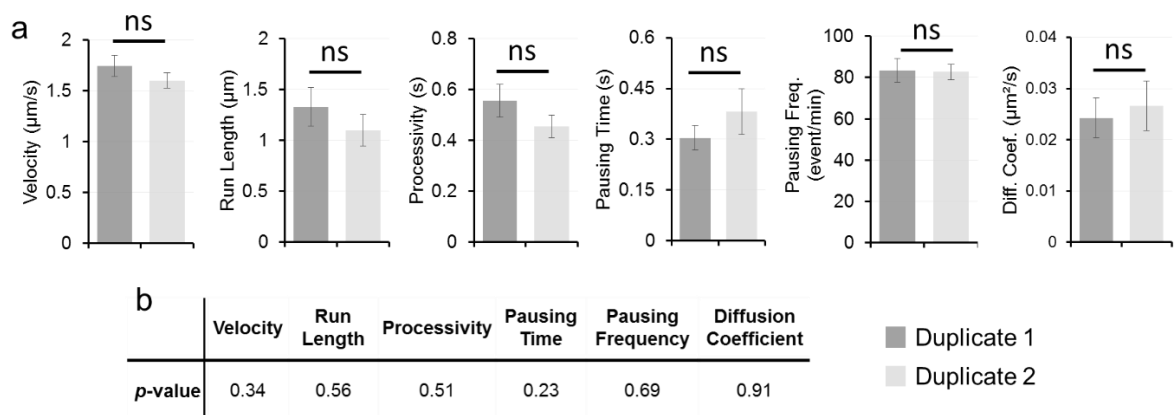 a
ns
2
1.5
1
0.5
0
Velocity (µm/s)
ns
2
1.5
1
0.5
0
Run Length (µm)
ns
0.8
0.6
0.4
0.2
0
Processivity (s)
ns
0.6
0.45
0.3
0.15
0
Pausing Time (s)
ns
100
80
60
40
20
0
Pausing Freq.
(event/min)
ns
0.04
0.03
0.02
0.01
0
Diff. Coef. (µm²/s)
b
Velocity Run Length Processivity Pausing Time Pausing Frequency Diffusion Coefficient
p-value 0.34 0.56 0.51 0.23 0.69 0.91
Duplicate 1
Duplicate 2